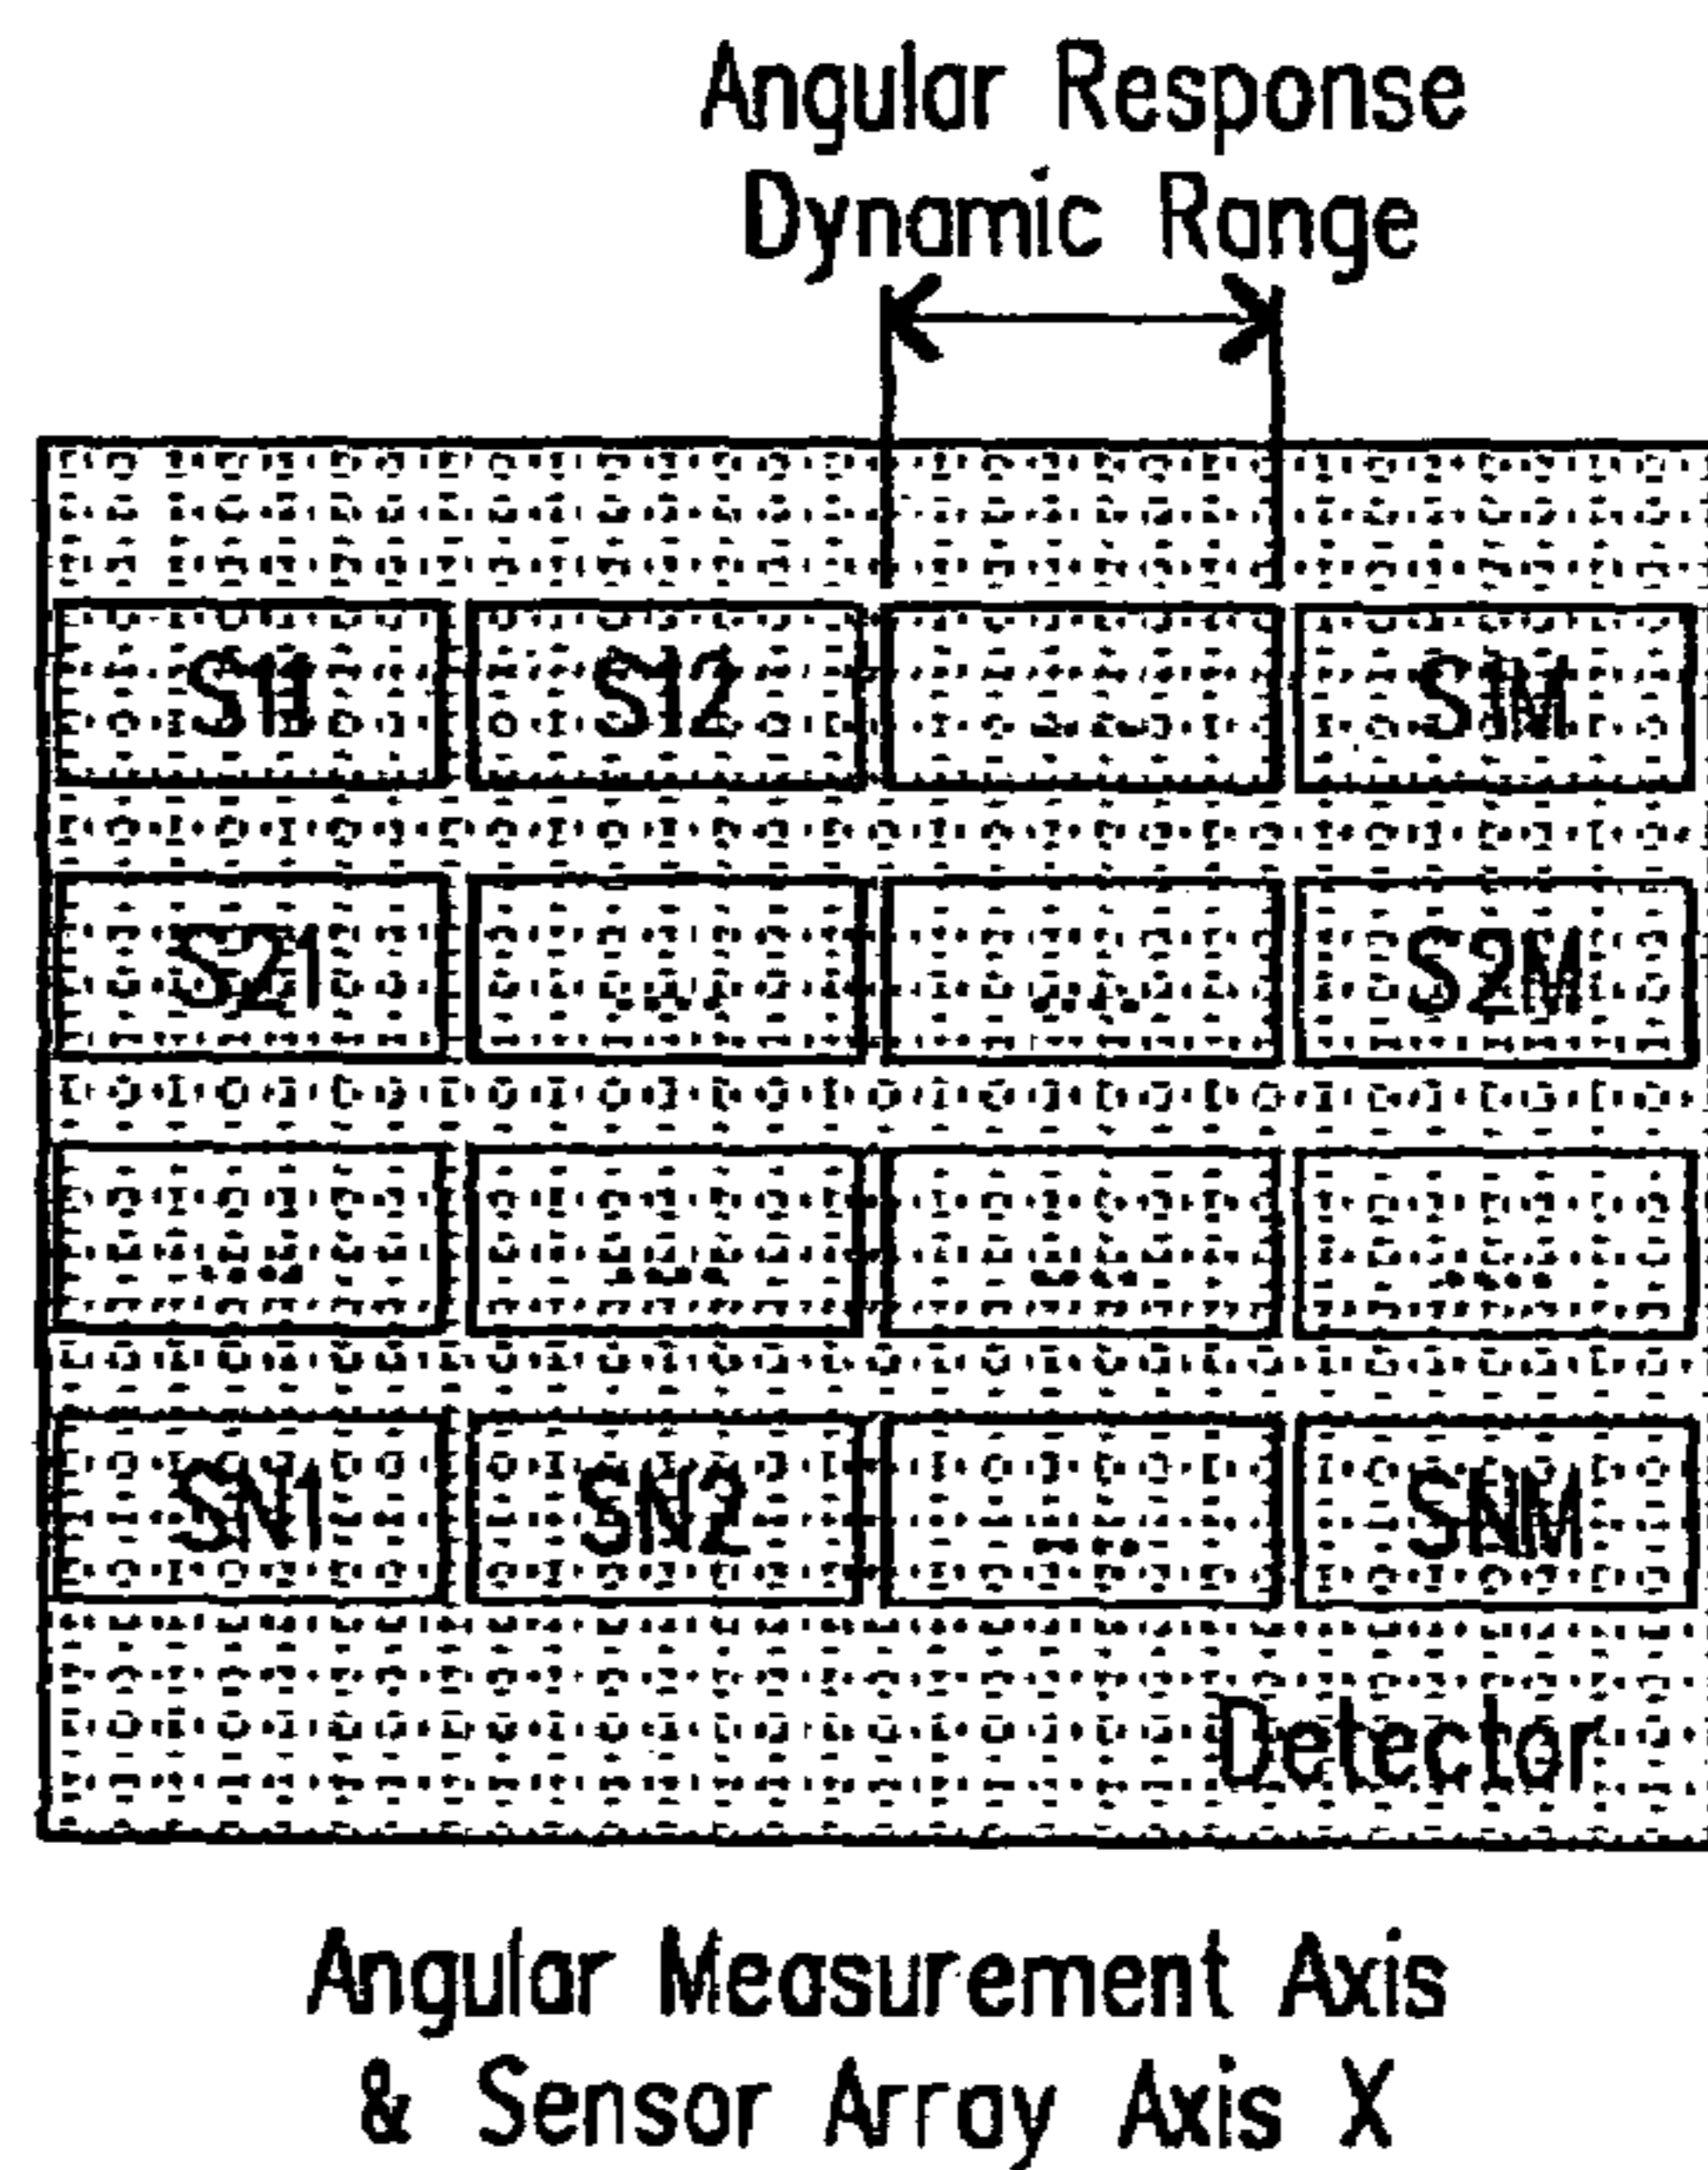 Angular Response
Dynamic Range
S11 S12 ... S1M
S21 ... ... S2M
... ... ... ...
SN1 SN2 ... SNM
Detector
Angular Measurement Axis
& Sensor Array Axis X